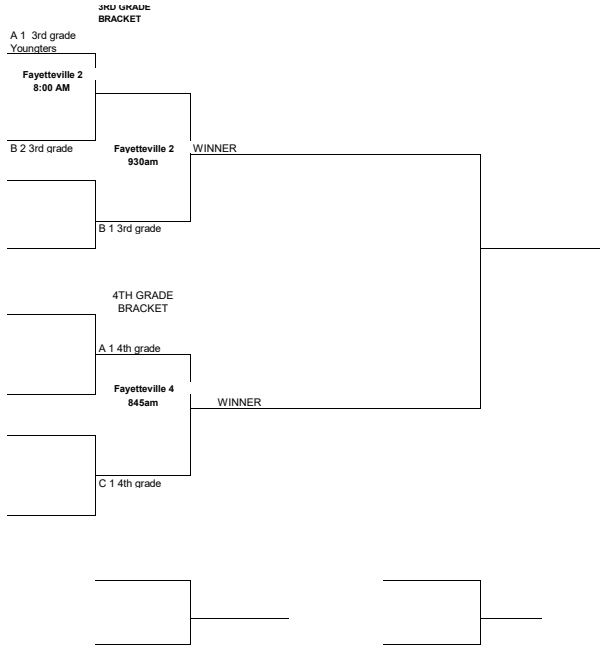 3RD GRADE
BRACKET
A 1  3rd grade
Youngters
Fayetteville 2
8:00 AM
B 2 3rd grade
Fayetteville 2
930am
WINNER
B 1 3rd grade
4TH GRADE
BRACKET
A 1 4th grade
Fayetteville 4
845am
WINNER
C 1 4th grade